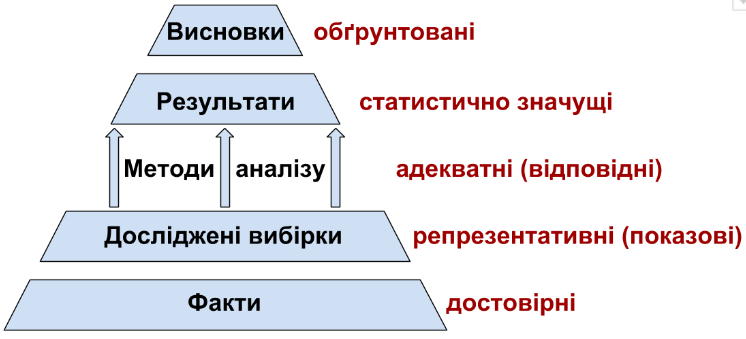 Висновки обґрунтовані
Результати статистично значущі
Методи аналізу адекватні (відповідні)
Досліджені вибірки репрезентативні (показові)
Факти достовірні